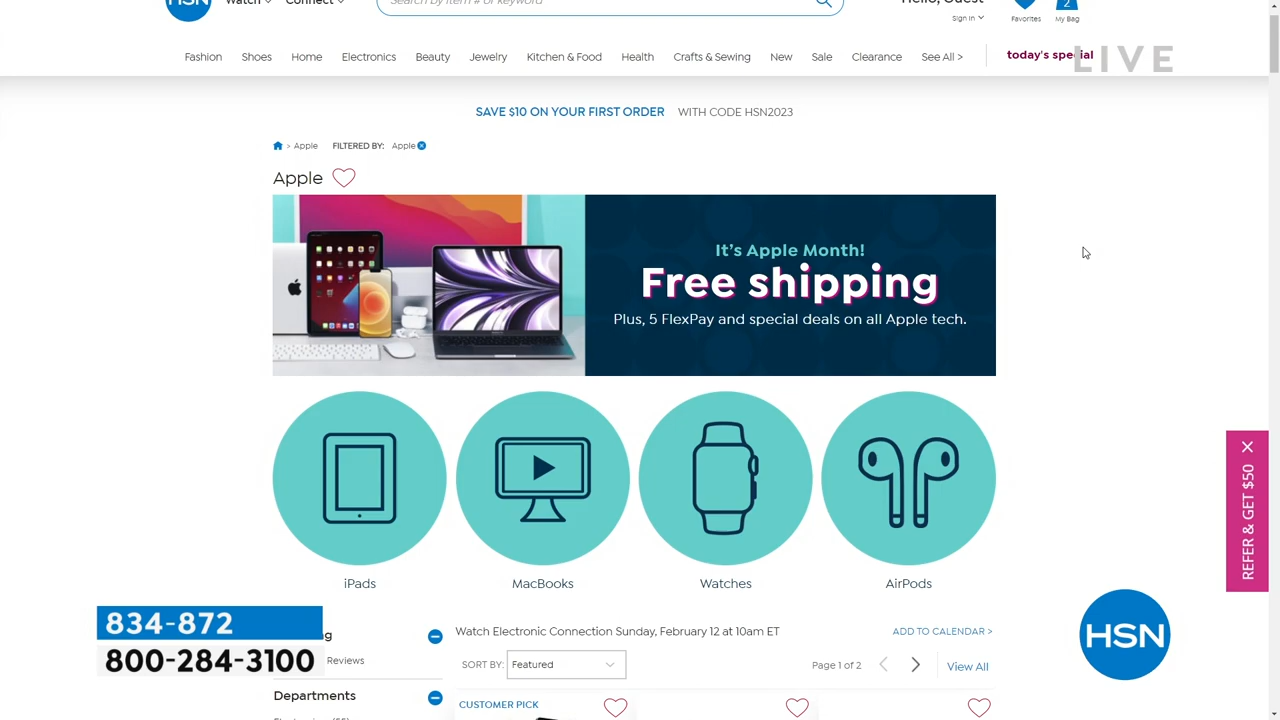 HSN
Watch
Connect
Search by item # or keyword
Hello, Guest
Sign In
Favorites
2
My Bag
Fashion Shoes Home Electronics Beauty Jewelry Kitchen & Food Health Crafts & Sewing New Sale Clearance See All > today's special
LIVE
SAVE $10 ON YOUR FIRST ORDER WITH CODE HSN2023
> Apple FILTERED BY: Apple
Apple
It's Apple Month!
Free shipping
Plus, 5 FlexPay and special deals on all Apple tech.
iPads MacBooks Watches AirPods
REFER & GET $50
834-872
800-284-3100
Reviews
Departments
Watch Electronic Connection Sunday, February 12 at 10am ET
ADD TO CALENDAR >
SORT BY: Featured
Page 1 of 2
View All
CUSTOMER PICK
HSN